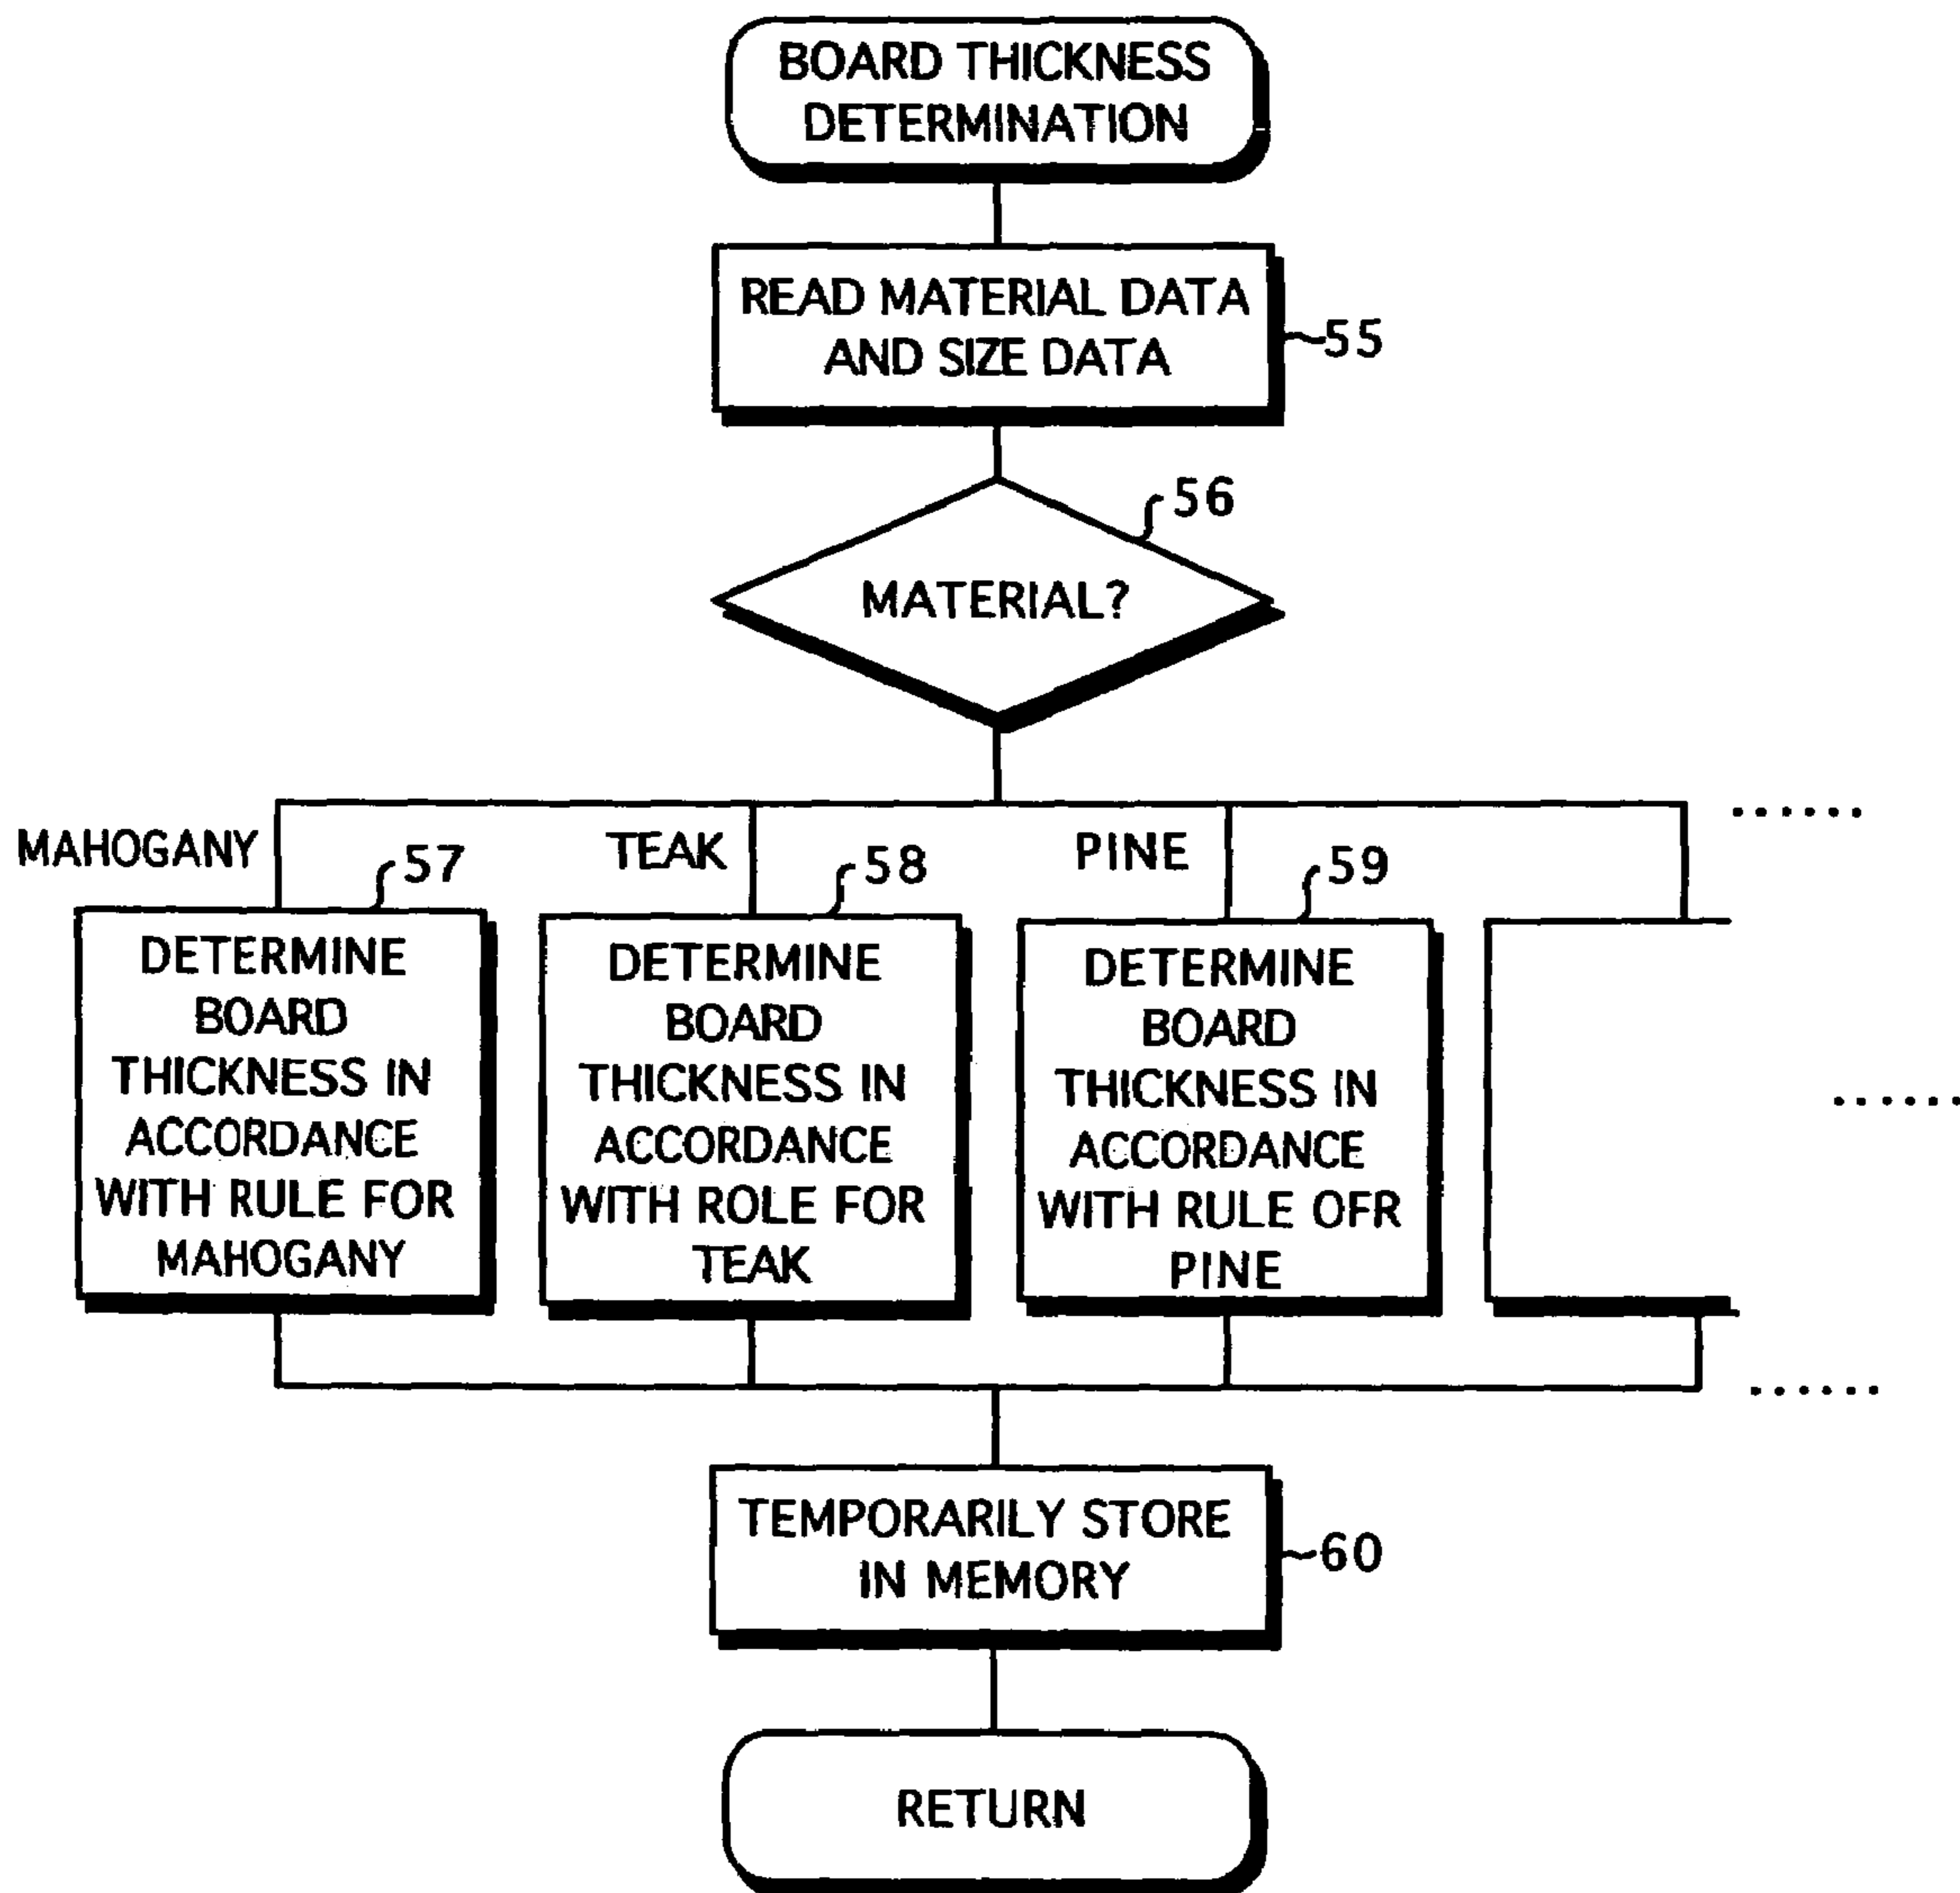 BOARD THICKNESS
DETERMINATION
READ MATERIAL DATA
AND SIZE DATA
55
56
MATERIAL?
......
MAHOGANY
57
TEAK
58
PINE
59
DETERMINE
BOARD
THICKNESS IN
ACCORDANCE
WITH RULE FOR
MAHOGANY
DETERMINE
BOARD
THICKNESS IN
ACCORDANCE
WITH ROLE FOR
TEAK
DETERMINE
BOARD
THICKNESS IN
ACCORDANCE
WITH RULE OFR
PINE
......
......
TEMPORARILY STORE
IN MEMORY
60
RETURN